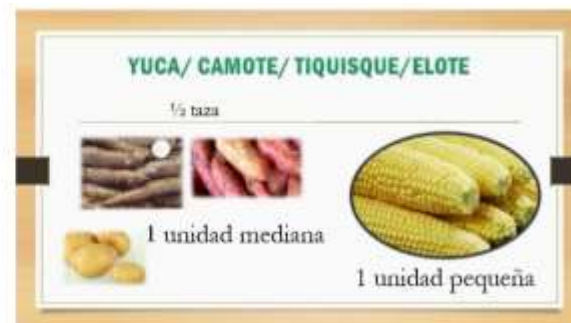 YUCA/ CAMOTE/ TIQUISQUE/ELOTE
½ taza
1 unidad mediana
1 unidad pequeña